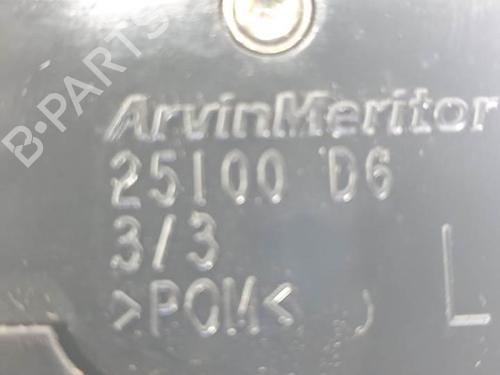 B-PARTS
ArvinMeritor
25100 D6
3/3
>POM<
L